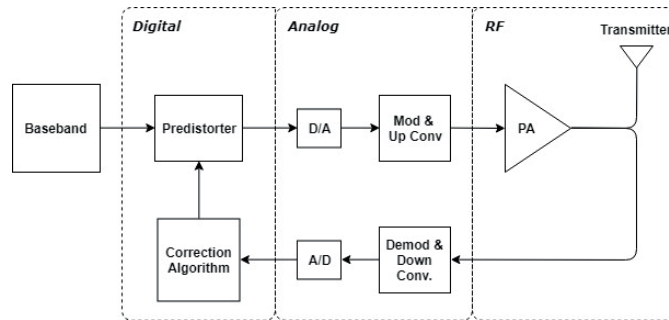 Digital
Analog
RF
Transmitter
Baseband
Predistorter
D/A
Mod &
Up Conv
PA
Correction
Algorithm
A/D
Demod &
Down
Conv.